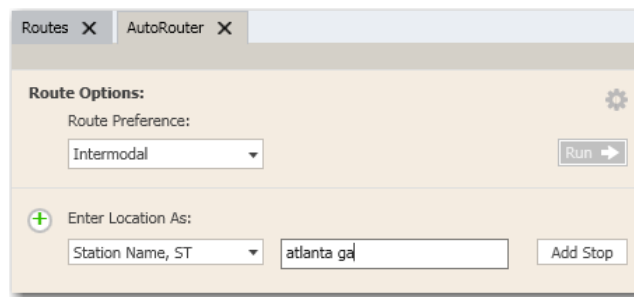 Routes X AutoRouter X
Route Options:
Route Preference:
Intermodal
Run
Enter Location As:
Station Name, ST atlanta ga Add Stop